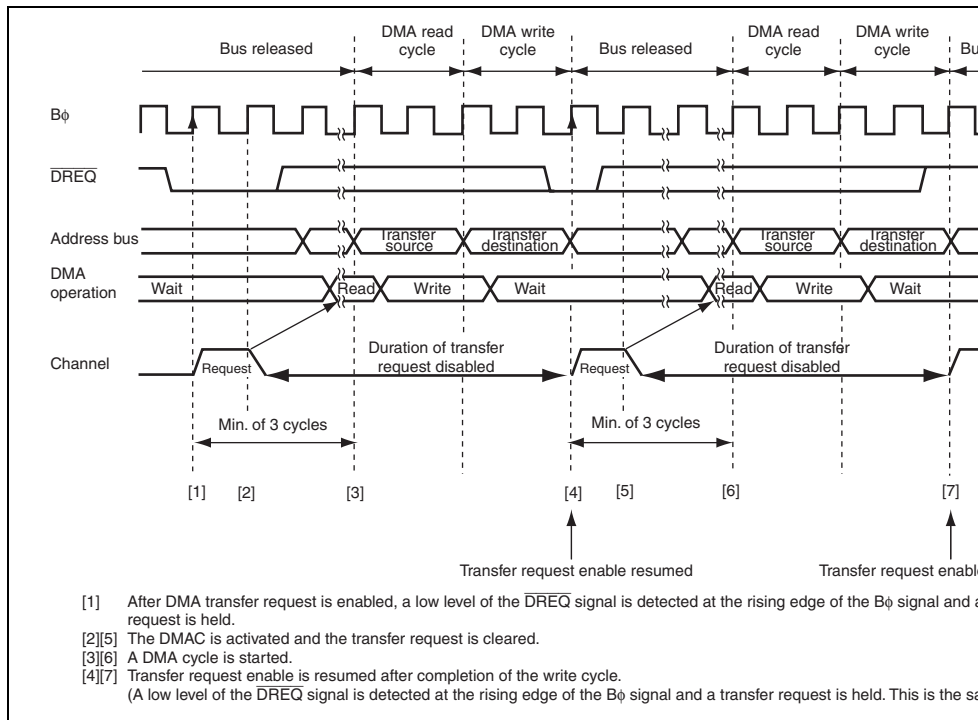 Bus released
DMA read cycle
DMA write cycle
Bus released
DMA read cycle
DMA write cycle
Bφ
DREQ
Address bus
Transfer source
Transfer destination
Transfer source
Transfer destination
DMA operation
Wait
Read
Write
Wait
Read
Write
Wait
Channel
Request
Duration of transfer request disabled
Request
Duration of transfer request disabled
Min. of 3 cycles
Min. of 3 cycles
[1]
[2]
[3]
[4]
[5]
[6]
[7]
Transfer request enable resumed
Transfer request enable
[1] After DMA transfer request is enabled, a low level of the DREQ signal is detected at the rising edge of the Bφ signal and a
request is held.
[2][5] The DMAC is activated and the transfer request is cleared.
[3][6] A DMA cycle is started.
[4][7] Transfer request enable is resumed after completion of the write cycle.
(A low level of the DREQ signal is detected at the rising edge of the Bφ signal and a transfer request is held. This is the